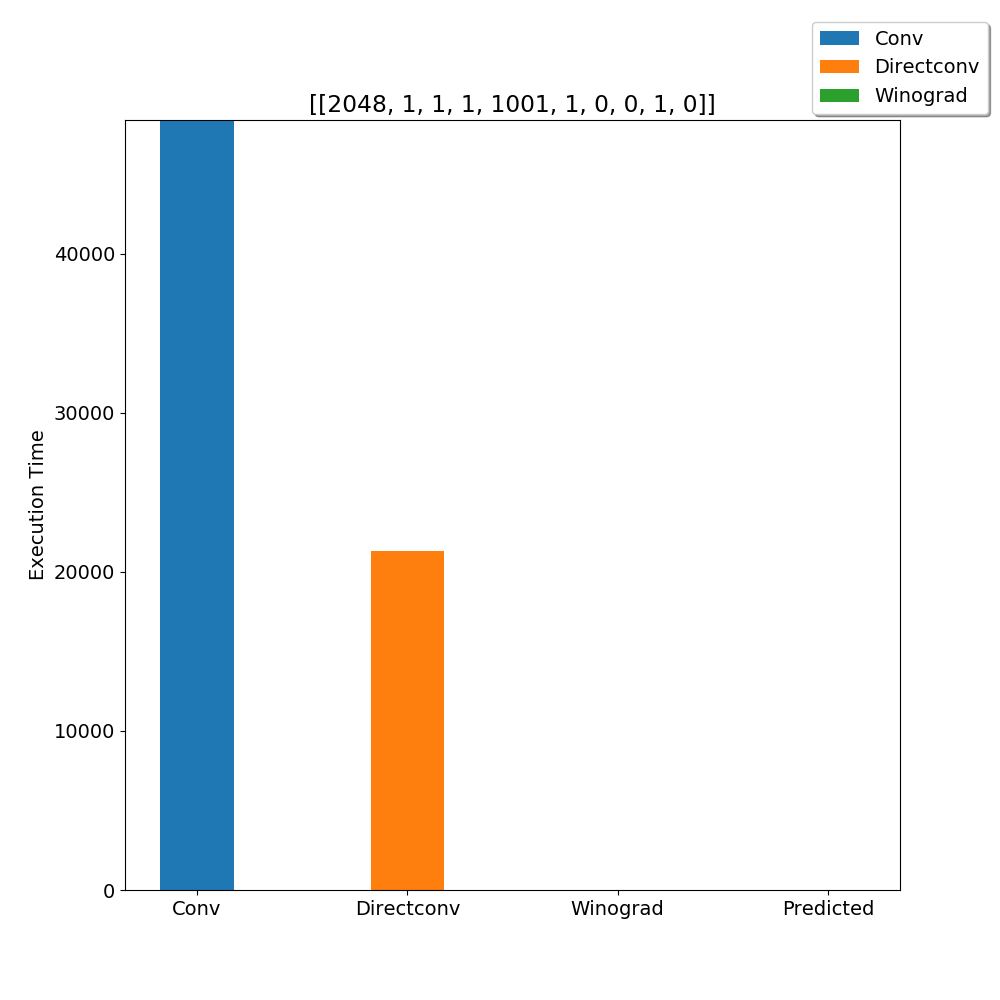 Conv
Directconv
Winograd
[[2048, 1, 1, 1, 1001, 1, 0, 0, 1, 0]]
Execution Time
40000
30000
20000
10000
0
Conv Directconv Winograd Predicted